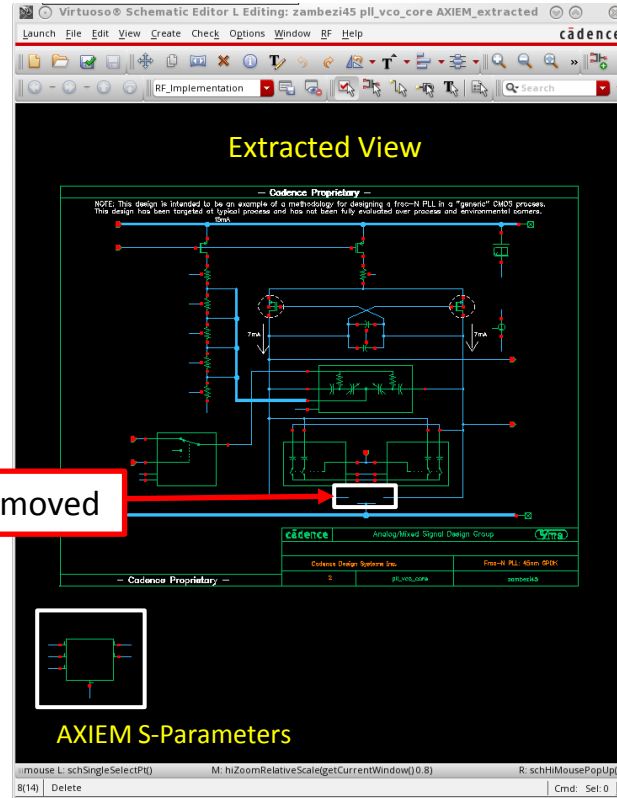 Virtuoso® Schematic Editor L Editing: zambezi45 pll_vco_core AXIEM_extracted
Launch File Edit View Create Check Options Window RF Help
cādence
RF_Implementation
Search
Extracted View
— Cadence Proprietary —
NOTE: This design is intended to be an example of a methodology for designing a frac-N PLL in a "generic" CMOS process.
This design has been targeted at typical process and has not been fully evaluated over process and environmental corners.
15mA
7mA
7mA
moved
cādence
Analog/Mixed Signal Design Group
Cadence Design Systems Inc.
Frac-N PLL: 45nm GPDK
2
pll_vco_core
zambezi45
— Cadence Proprietary —
AXIEM S-Parameters
mouse L: schSingleSelectPt()
M: hiZoomRelativeScale(getCurrentWindow() 0.8)
R: schHiMousePopUp(
8(14)
Delete
Cmd:
Sel: 0